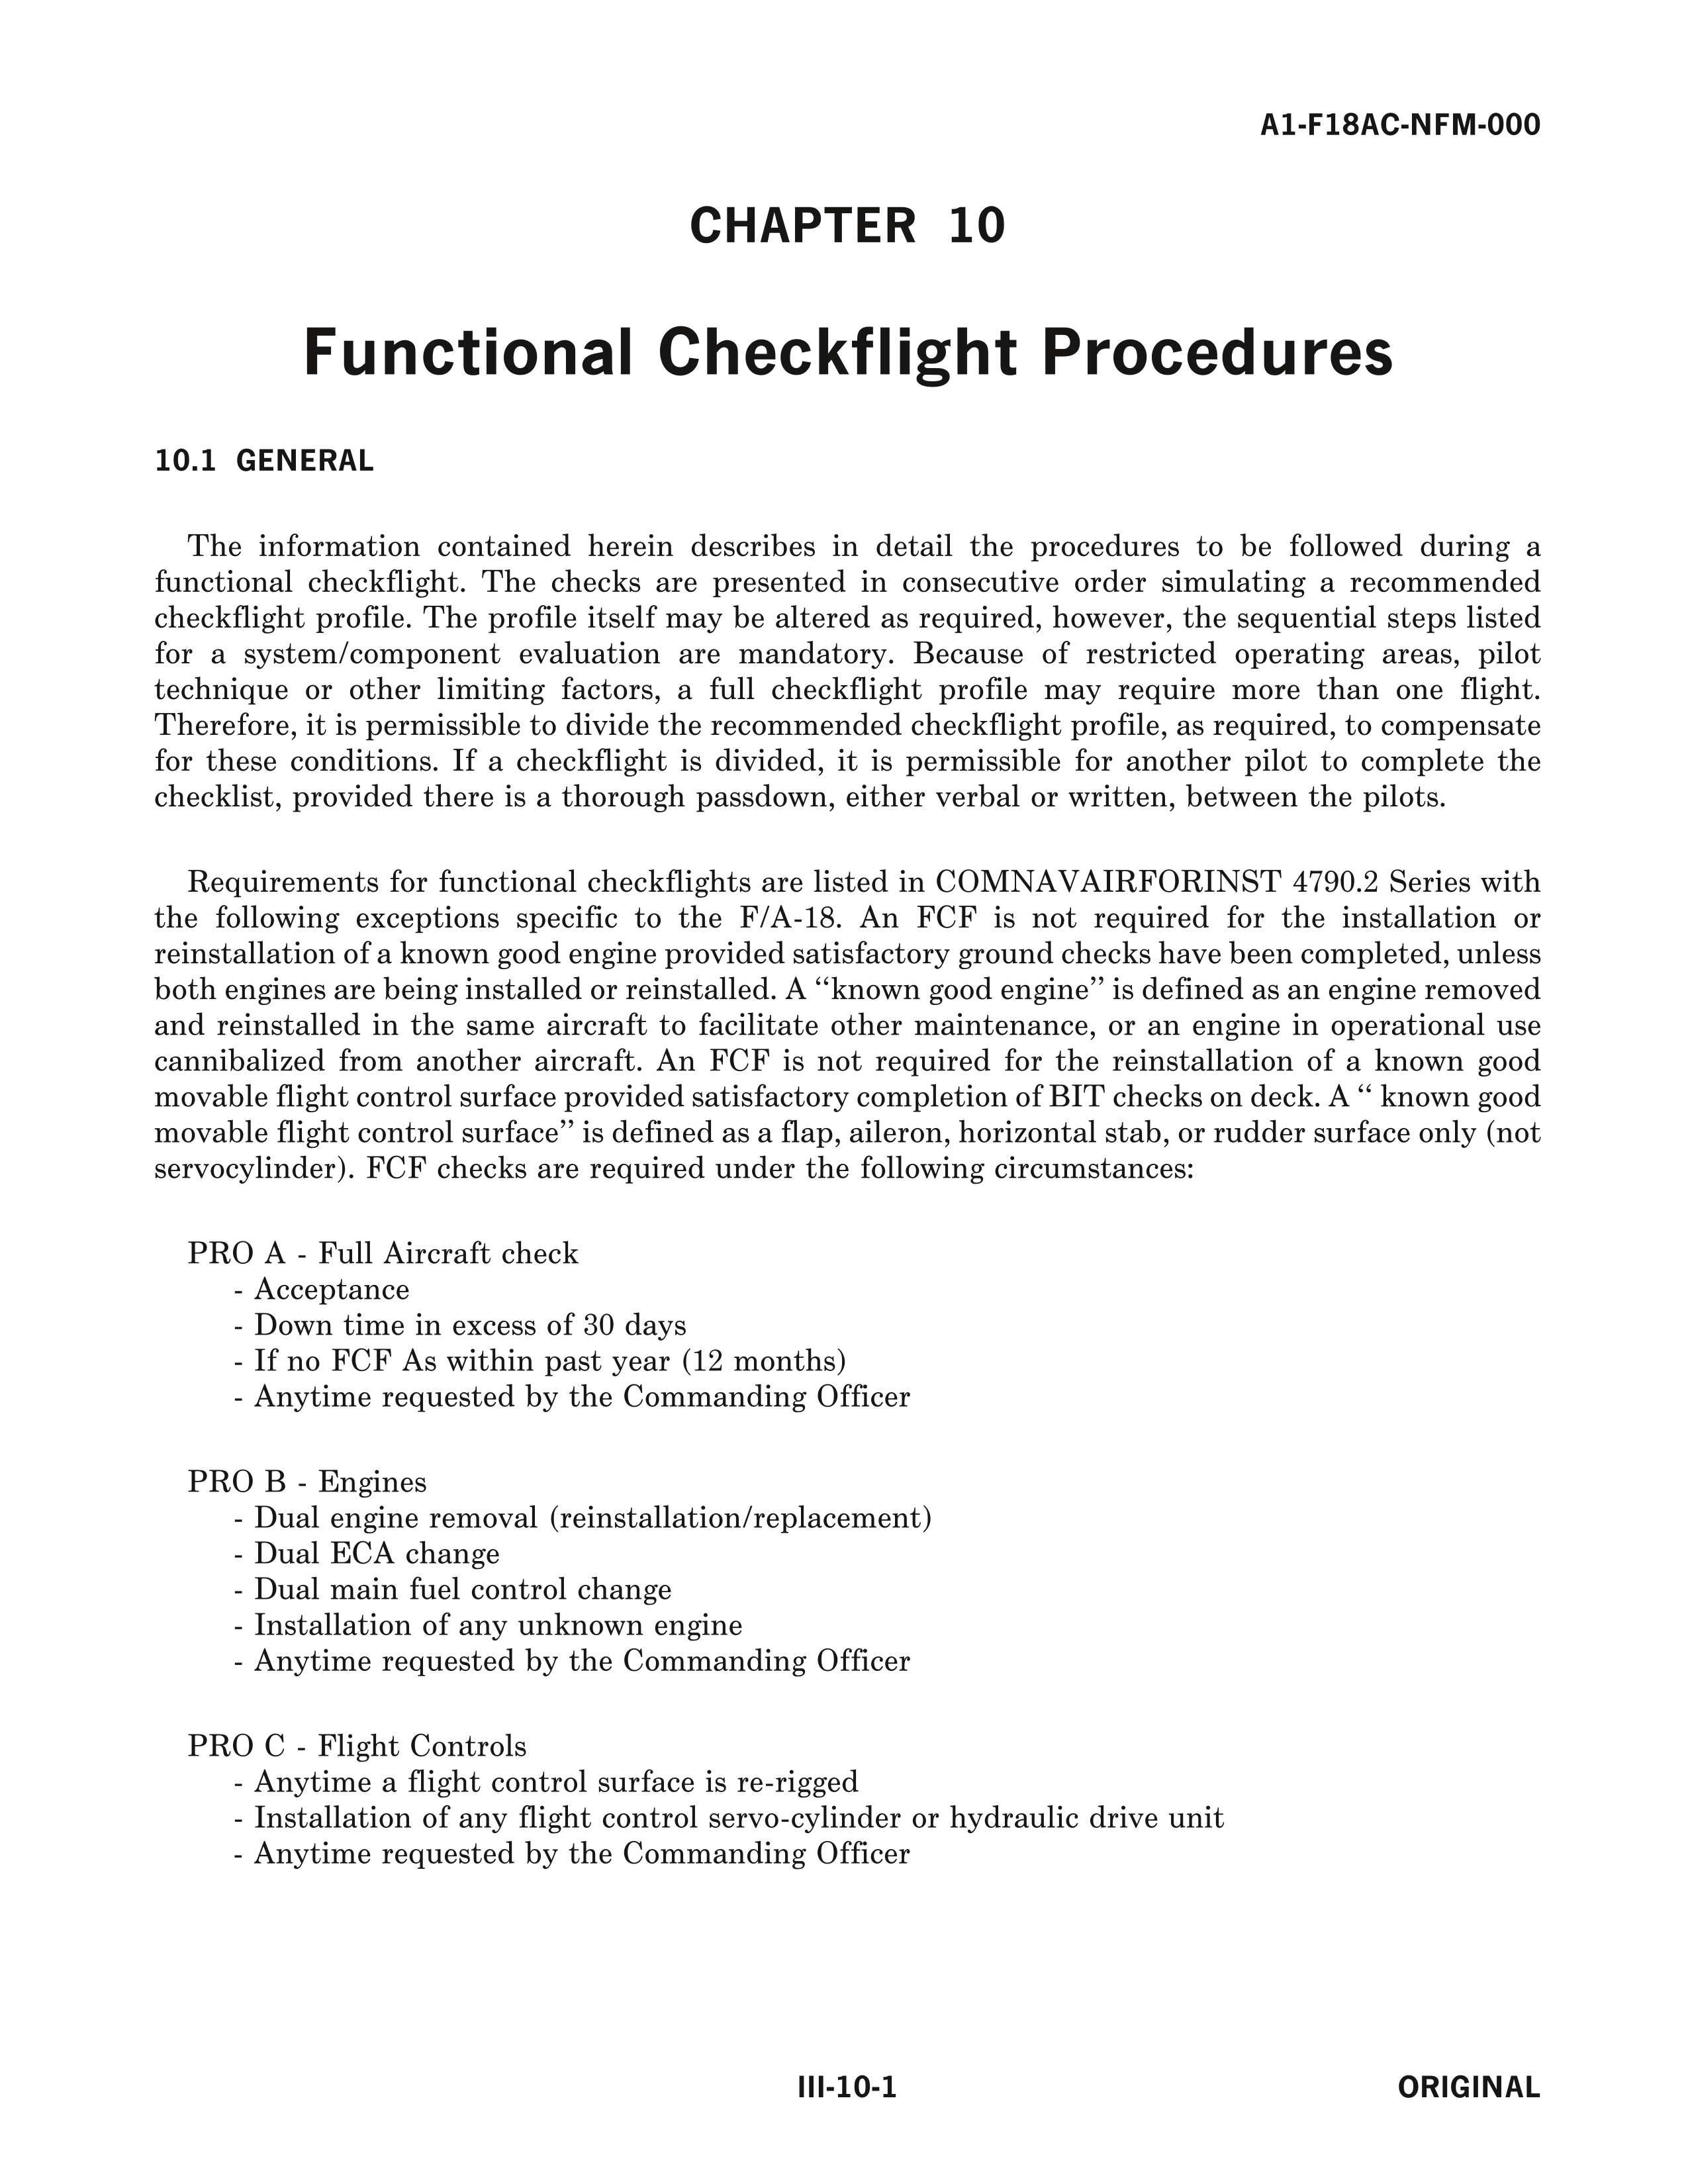 A1-F18AC-NFM-000
CHAPTER 10
Functional Checkflight Procedures
10.1 GENERAL
The information contained herein describes in detail the procedures to be followed during a
functional checkflight. The checks are presented in consecutive order simulating a recommended
checkflight profile. The profile itself may be altered as required, however, the sequential steps listed
for a system/component evaluation are mandatory. Because of restricted operating areas, pilot
technique or other limiting factors, a full checkflight profile may require more than one flight.
Therefore, it is permissible to divide the recommended checkflight profile, as required, to compensate
for these conditions. If a checkflight is divided, it is permissible for another pilot to complete the
checklist, provided there is a thorough passdown, either verbal or written, between the pilots.
Requirements for functional checkflights are listed in COMNAVAIRFORINST 4790.2 Series with
the following exceptions specific to the F/A-18. An FCF is not required for the installation or
reinstallation of a known good engine provided satisfactory ground checks have been completed, unless
both engines are being installed or reinstalled. A ‘‘known good engine’’ is defined as an engine removed
and reinstalled in the same aircraft to facilitate other maintenance, or an engine in operational use
cannibalized from another aircraft. An FCF is not required for the reinstallation of a known good
movable flight control surface provided satisfactory completion of BIT checks on deck. A ‘‘ known good
movable flight control surface’’ is defined as a flap, aileron, horizontal stab, or rudder surface only (not
servocylinder). FCF checks are required under the following circumstances:
PRO A - Full Aircraft check
- Acceptance
- Down time in excess of 30 days
- If no FCF As within past year (12 months)
- Anytime requested by the Commanding Officer
PRO B - Engines
- Dual engine removal (reinstallation/replacement)
- Dual ECA change
- Dual main fuel control change
- Installation of any unknown engine
- Anytime requested by the Commanding Officer
PRO C - Flight Controls
- Anytime a flight control surface is re-rigged
- Installation of any flight control servo-cylinder or hydraulic drive unit
- Anytime requested by the Commanding Officer
III-10-1
ORIGINAL